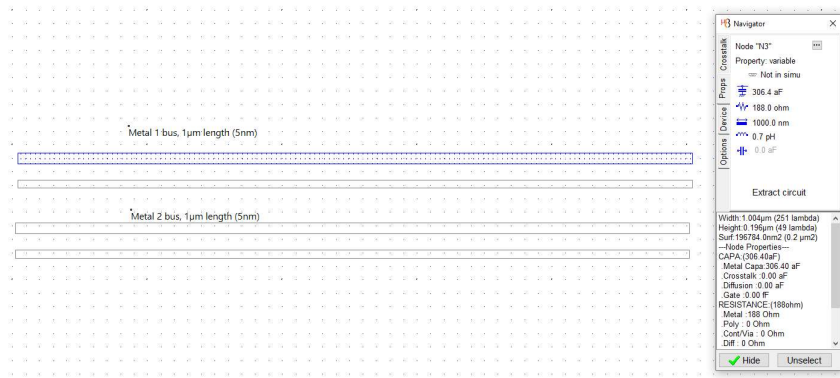 Metal 1 bus, 1µm length (5nm)
Metal 2 bus, 1µm length (5nm)
Navigator
Crosstalk
Props
Device
Options
Node "N3"
Property: variable
Not in simu
306.4 aF
188.0 ohm
1000.0 nm
0.7 pH
0.0 aF
Extract circuit
Width:1.004µm (251 lambda)
Height:0.196µm (49 lambda)
Surf:196784.0nm2 (0.2 µm2)
---Node Properties---
CAPA:(306.40aF)
.Metal Capa:306.40 aF
.Crosstalk :0.00 aF
.Diffusion :0.00 aF
.Gate :0.00 fF
RESISTANCE:(188ohm)
.Metal :188 Ohm
.Poly : 0 Ohm
.Cont/Via : 0 Ohm
.Diff : 0 Ohm
Hide
Unselect